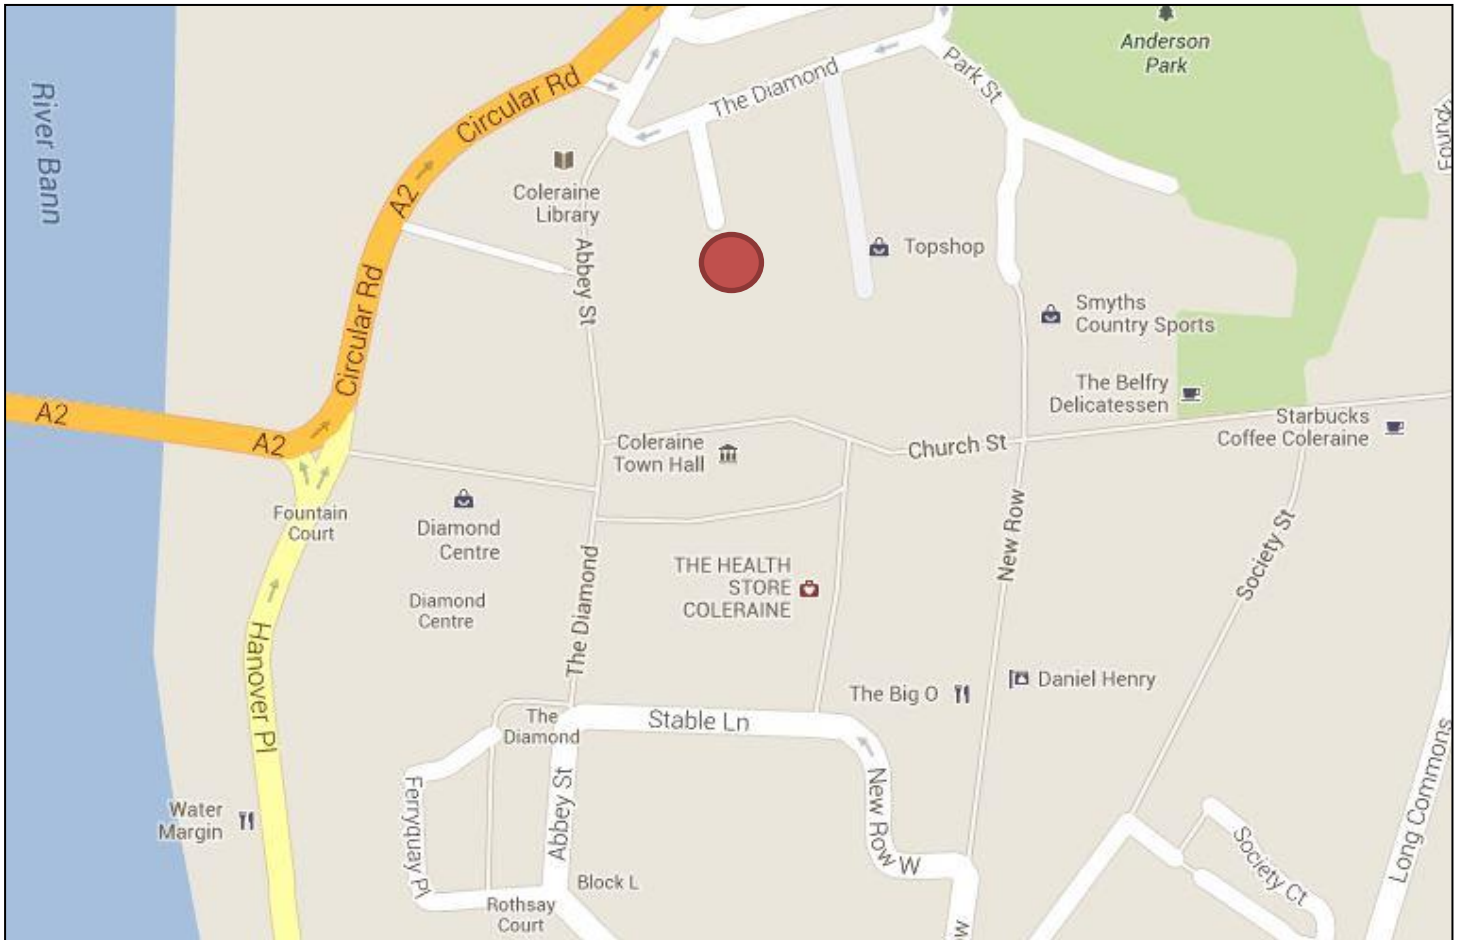 Anderson
Park
River Bann
Circular Rd
The Diamond
Park St
A2
Coleraine
Library
Abbey St
Topshop
Circular Rd
Smyths
Country Sports
The Belfry
Delicatessen
A2
A2
Starbucks
Coffee Coleraine
Coleraine
Town Hall
Church St
Fountain
Court
Diamond
Centre
New Row
Society St
THE HEALTH
STORE
COLERAINE
Diamond
Centre
The Diamond
Hanover Pl
The Big O
Daniel Henry
The
Diamond
Stable Ln
Ferryquay Pl
Abbey St
New Row W
Long Commons
Water
Margin
Society Ct
Block L
Rothsay
Court